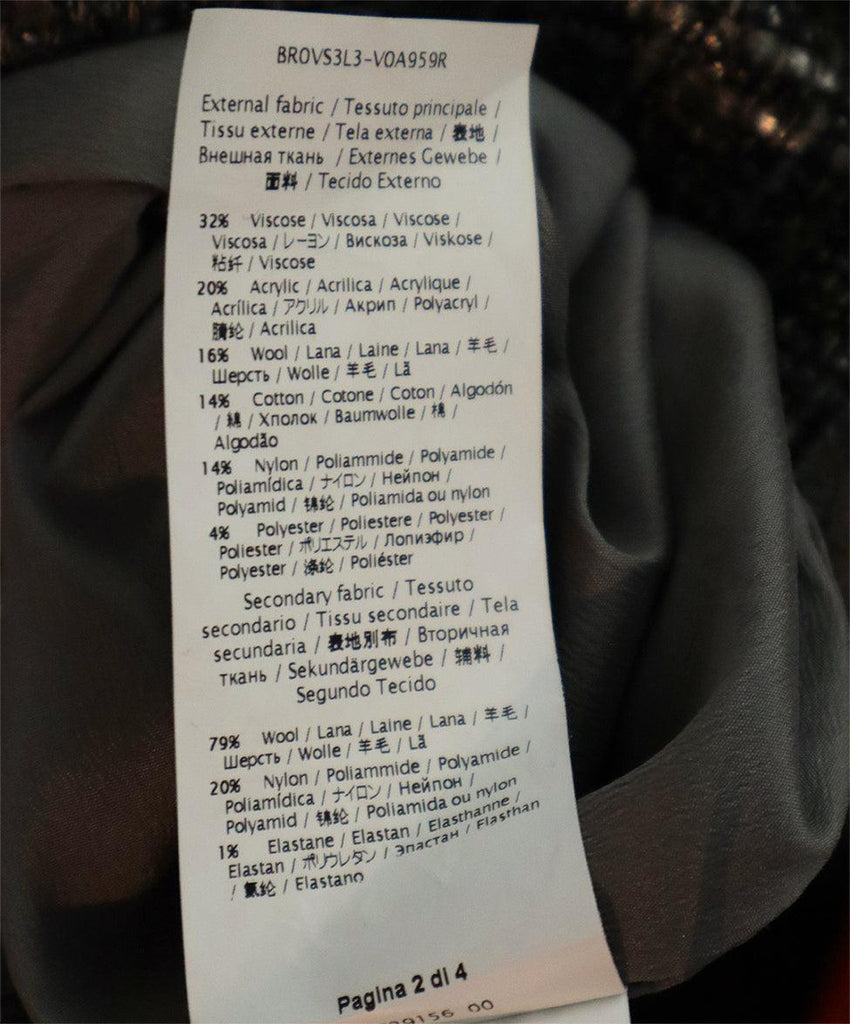 BROVS3L3-VOA959R
External fabric / Tessuto principale /
Tissu externe / Tela externa / 表地 /
Внешная ткань / Externes Gewebe /
面料 / Tecido Externo
32% Viscose / Viscosa / Viscose /
Viscosa / レーヨン / Вискоза / Viskose /
粘纤 / Viscose
20% Acrylic / Acrilica / Acrylique /
Acrílica / アクリル / Акрил / Polyacryl /
腈纶 / Acrilica
16% Wool / Lana / Laine / Lana / 羊毛 /
Шерсть / Wolle / 羊毛 / Lã
14% Cotton / Cotone / Coton / Algodón
/ 綿 / Хлопок / Baumwolle / 棉 /
Algodão
14% Nylon / Poliammide / Polyamide /
Poliamídica / ナイロン / Нейлон /
Polyamid / 锦纶 / Poliamida ou nylon
4% Polyester / Poliestere / Polyester /
Poliester / ポリエステル / Полиэфир /
Polyester / 涤纶 / Poliéster
Secondary fabric / Tessuto
secondario / Tissu secondaire / Tela
secundaria / 表地別布 / Вторичная
ткань / Sekundärgewebe / 辅料 /
Segundo Tecido
79% Wool / Lana / Laine / Lana / 羊毛 /
Шерсть / Wolle / 羊毛 / Lã
20% Nylon / Poliammide / Polyamide /
Poliamídica / ナイロン / Нейлон /
Polyamid / 锦纶 / Poliamida ou nylon
1% Elastane / Elastan / Elasthanne /
Elastan / ポリウレタン / Эластан / Elasthan
/ 氨纶 / Elastano
Pagina 2 di 4
9156 00